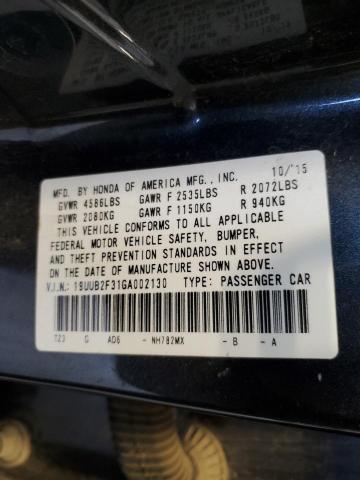 MFD. BY HONDA OF AMERICA MFG., INC. 10/'15
GVWR 4586LBS GAWR F 2535LBS R 2072LBS
GVWR 2080KG GAWR F 1150KG R 940KG
THIS VEHICLE CONFORMS TO ALL APPLICABLE
FEDERAL MOTOR VEHICLE SAFETY, BUMPER,
AND THEFT PREVENTION STANDARDS IN EFFECT
ON THE DATE OF MANUFACTURE SHOWN ABOVE.
V.I.N.: 19UUB2F31GA002130 TYPE: PASSENGER CAR
TZ3 G AD6 -NH782MX -B -A